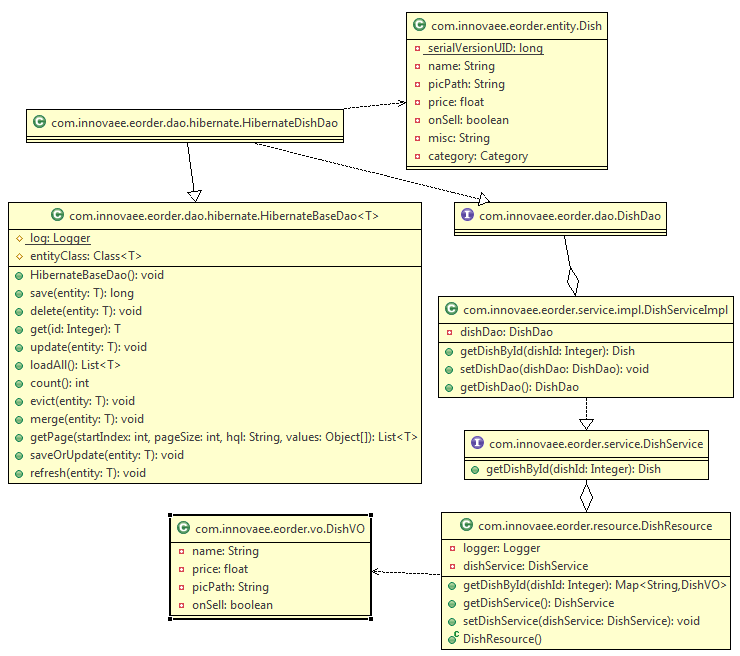 com.innovaee.eorder.entity.Dish
serialVersionUID: long
name: String
picPath: String
price: float
onSell: boolean
misc: String
category: Category
com.innovaee.eorder.dao.hibernate.HibernateDishDao
com.innovaee.eorder.dao.hibernate.HibernateBaseDao<T>
log: Logger
entityClass: Class<T>
HibernateBaseDao(): void
save(entity: T): long
delete(entity: T): void
get(id: Integer): T
update(entity: T): void
loadAll(): List<T>
count(): int
evict(entity: T): void
merge(entity: T): void
getPage(startIndex: int, pageSize: int, hql: String, values: Object[]): List<T>
saveOrUpdate(entity: T): void
refresh(entity: T): void
com.innovaee.eorder.dao.DishDao
com.innovaee.eorder.service.impl.DishServiceImpl
dishDao: DishDao
getDishById(dishId: Integer): Dish
setDishDao(dishDao: DishDao): void
getDishDao(): DishDao
com.innovaee.eorder.service.DishService
getDishById(dishId: Integer): Dish
com.innovaee.eorder.vo.DishVO
name: String
price: float
picPath: String
onSell: boolean
com.innovaee.eorder.resource.DishResource
logger: Logger
dishService: DishService
getDishById(dishId: Integer): Map<String,DishVO>
getDishService(): DishService
setDishService(dishService: DishService): void
DishResource()